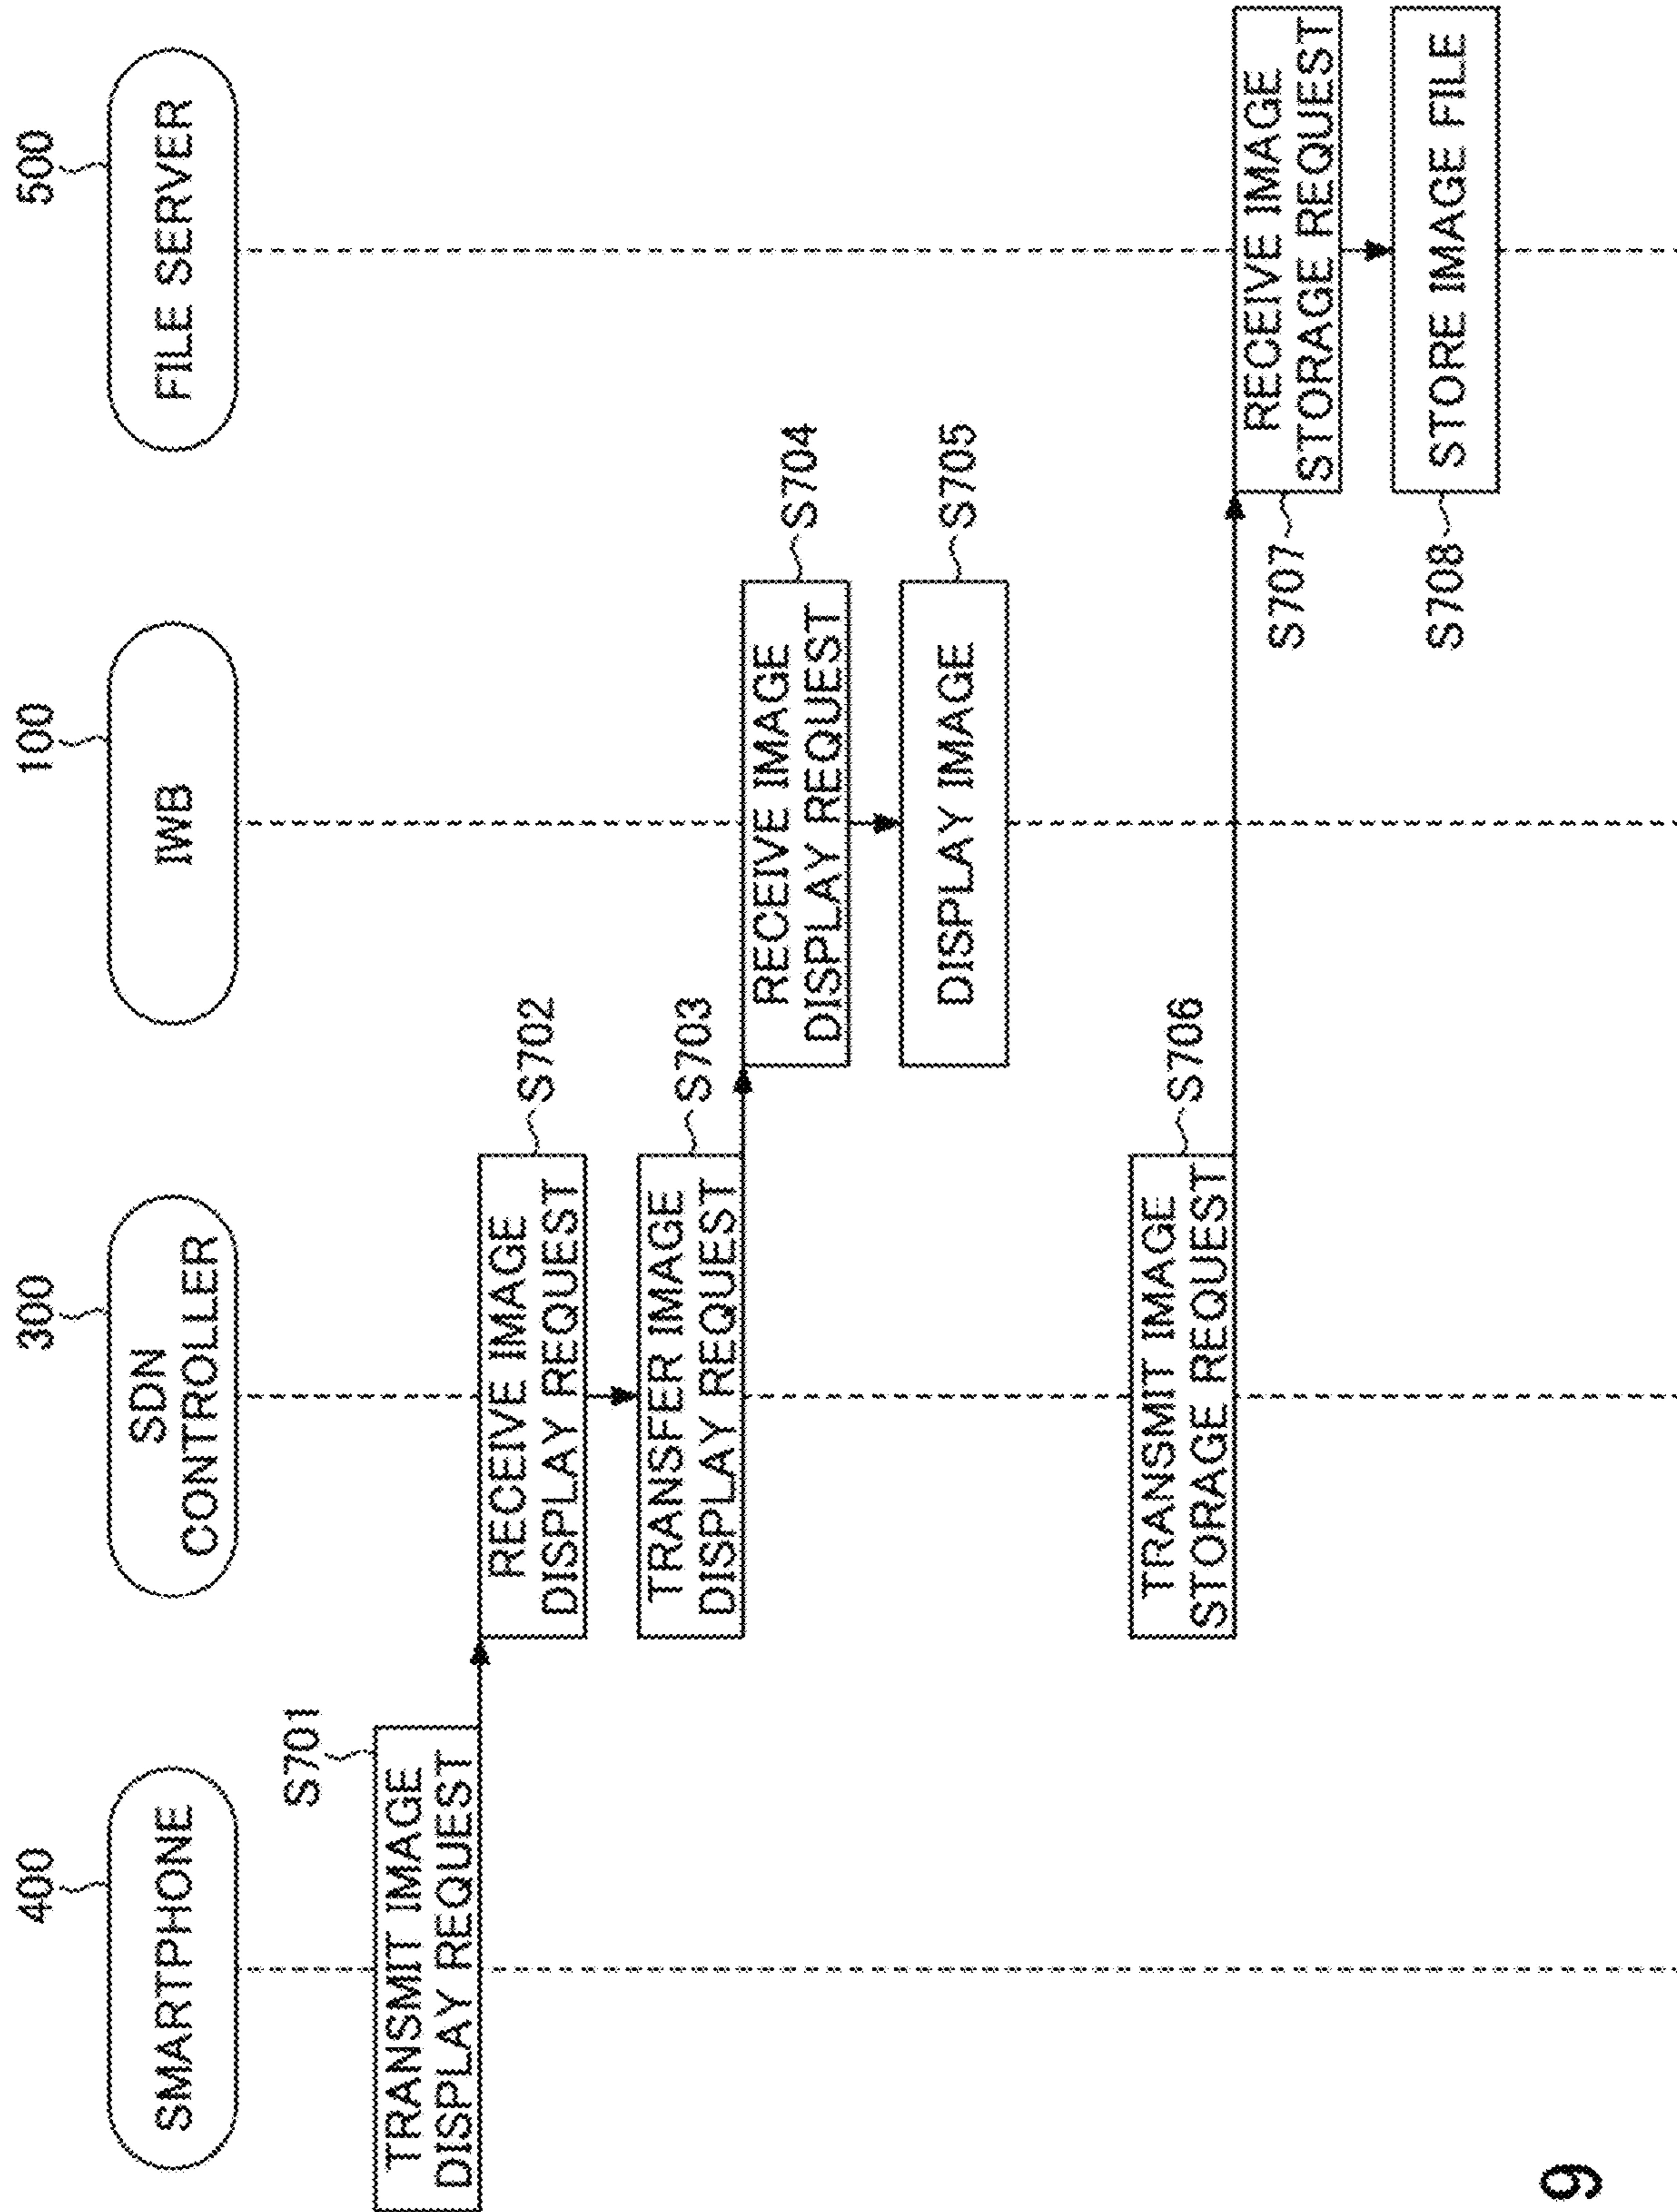 400
300
100
500
SMARTPHONE
SDN
CONTROLLER
IWB
FILE SERVER
S701
TRANSMIT IMAGE
DISPLAY REQUEST
RECEIVE IMAGE
DISPLAY REQUEST
S702
TRANSFER IMAGE
DISPLAY REQUEST
S703
RECEIVE IMAGE
DISPLAY REQUEST
S704
DISPLAY IMAGE
S705
TRANSMIT IMAGE
STORAGE REQUEST
S706
S707
RECEIVE IMAGE
STORAGE REQUEST
S708
STORE IMAGE FILE
9